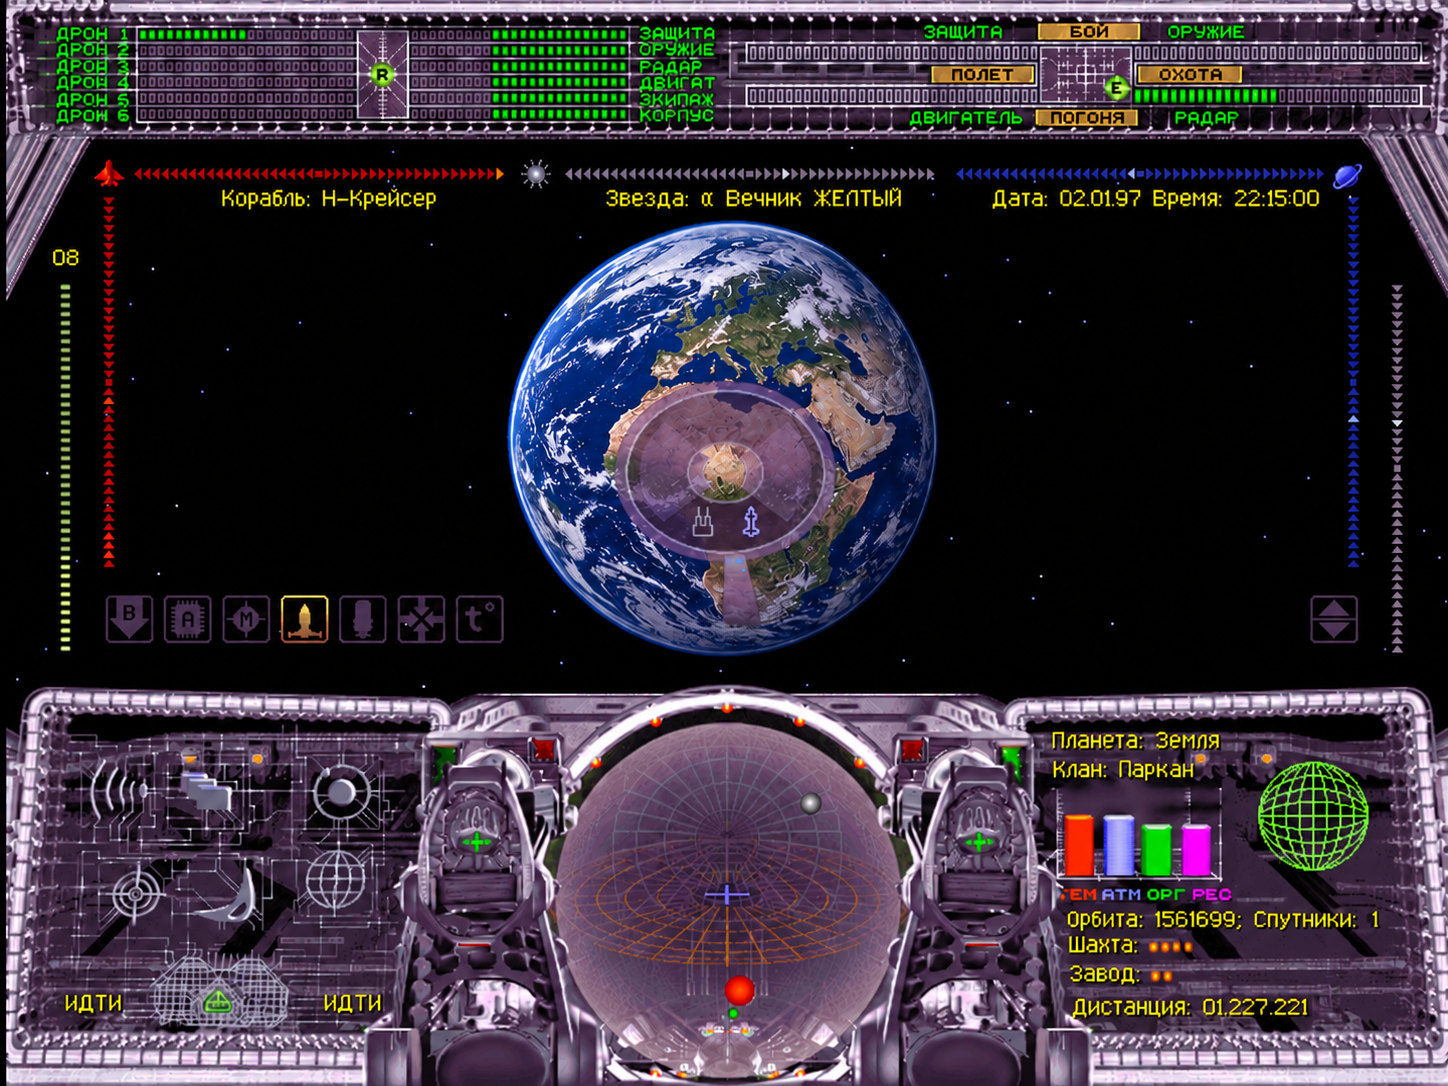 ДРОН 1
ДРОН 2
ДРОН 3
ДРОН 4
ДРОН 5
ДРОН 6
R
ЗАЩИТА
ОРУЖИЕ
РАДАР
ДВИГАТ
ЭКИПАЖ
КОРПУС
ЗАЩИТА БОЙ ОРУЖИЕ
ПОЛЕТ ОХОТА
E
ДВИГАТЕЛЬ ПОГОНЯ РАДАР
Корабль: Н-Крейсер
Звезда: α Вечник ЖЕЛТЫЙ
Дата: 02.01.97 Время: 22:15:00
08
B A M t°
Планета: Земля
Клан: Паркан
ТЕМ АТМ ОРГ РЕС
Орбита: 1561699; Спутники: 1
Шахта:
Завод:
Дистанция: 01.227.221
ИДТИ ИДТИ